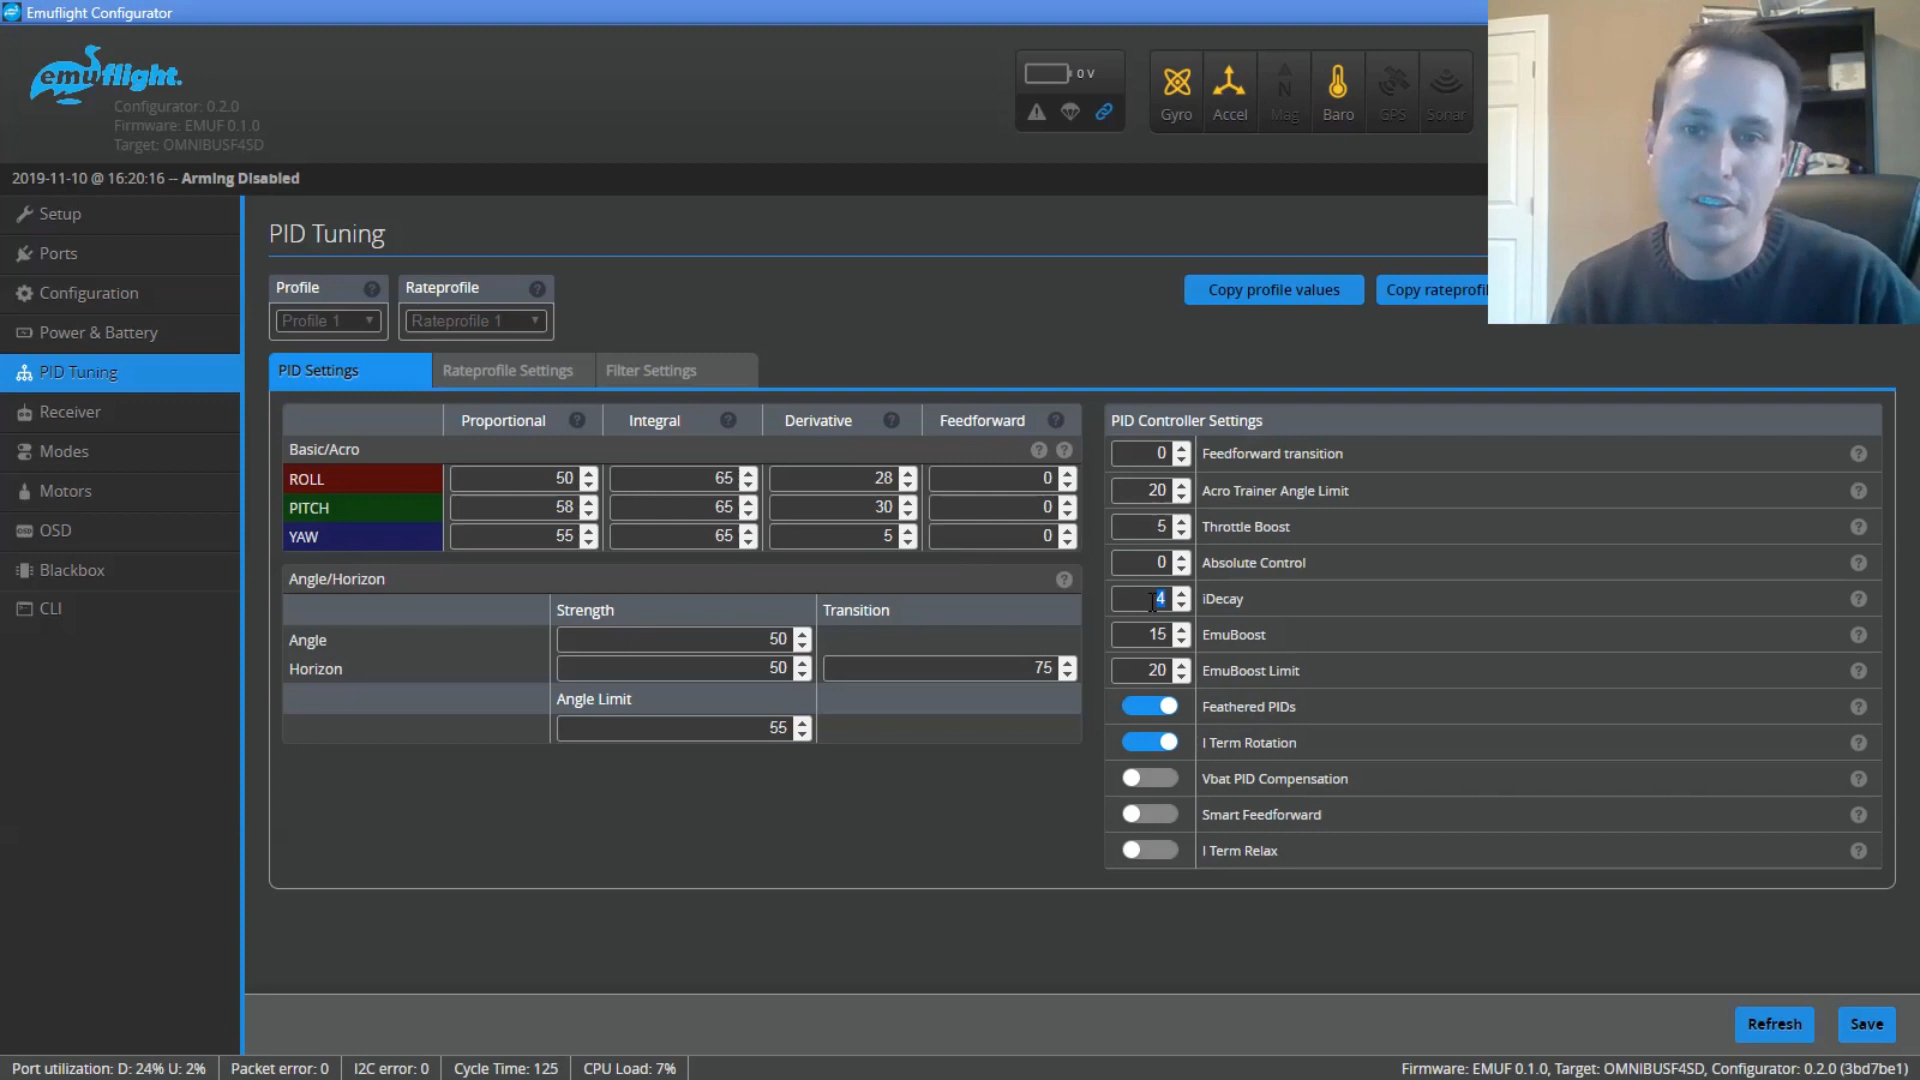 Emuflight Configurator
emuflight.
Configurator: 0.2.0
Firmware: EMUF 0.1.0
Target: OMNIBUSF4SD
0 V
Gyro Accel Mag Baro GPS Sonar
2019-11-10 @ 16:20:16 -- Arming Disabled
Setup
Ports
Configuration
Power & Battery
PID Tuning
Receiver
Modes
Motors
OSD
Blackbox
CLI
PID Tuning
Profile
Profile 1
Rateprofile
Rateprofile 1
Copy profile values
Copy rateprofi
PID Settings
Rateprofile Settings
Filter Settings
Proportional Integral Derivative Feedforward
Basic/Acro
ROLL 50 65 28 0
PITCH 58 65 30 0
YAW 55 65 5 0
Angle/Horizon
Strength Transition
Angle 50
Horizon 50 75
Angle Limit
55
PID Controller Settings
0 Feedforward transition
20 Acro Trainer Angle Limit
5 Throttle Boost
0 Absolute Control
4 iDecay
15 EmuBoost
20 EmuBoost Limit
Feathered PIDs
I Term Rotation
Vbat PID Compensation
Smart Feedforward
I Term Relax
Refresh
Save
Port utilization: D: 24% U: 2%
Packet error: 0
I2C error: 0
Cycle Time: 125
CPU Load: 7%
Firmware: EMUF 0.1.0, Target: OMNIBUSF4SD, Configurator: 0.2.0 (3bd7be1)